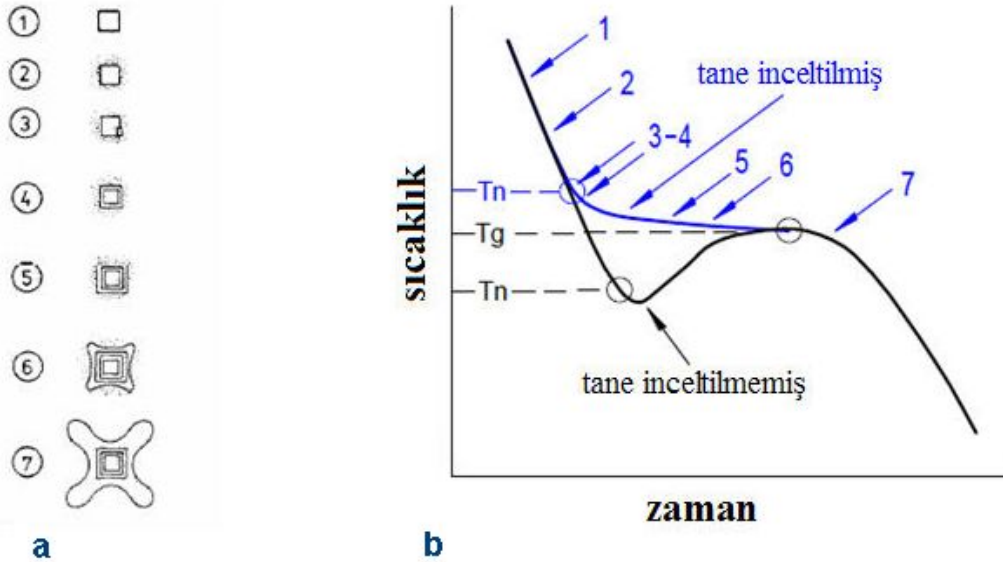 1
2
3
4
5
6
7
a
sıcaklık
Tn
Tg
Tn
1
2
tane inceltilmiş
3-4
5
6
7
tane inceltilmemiş
zaman
b